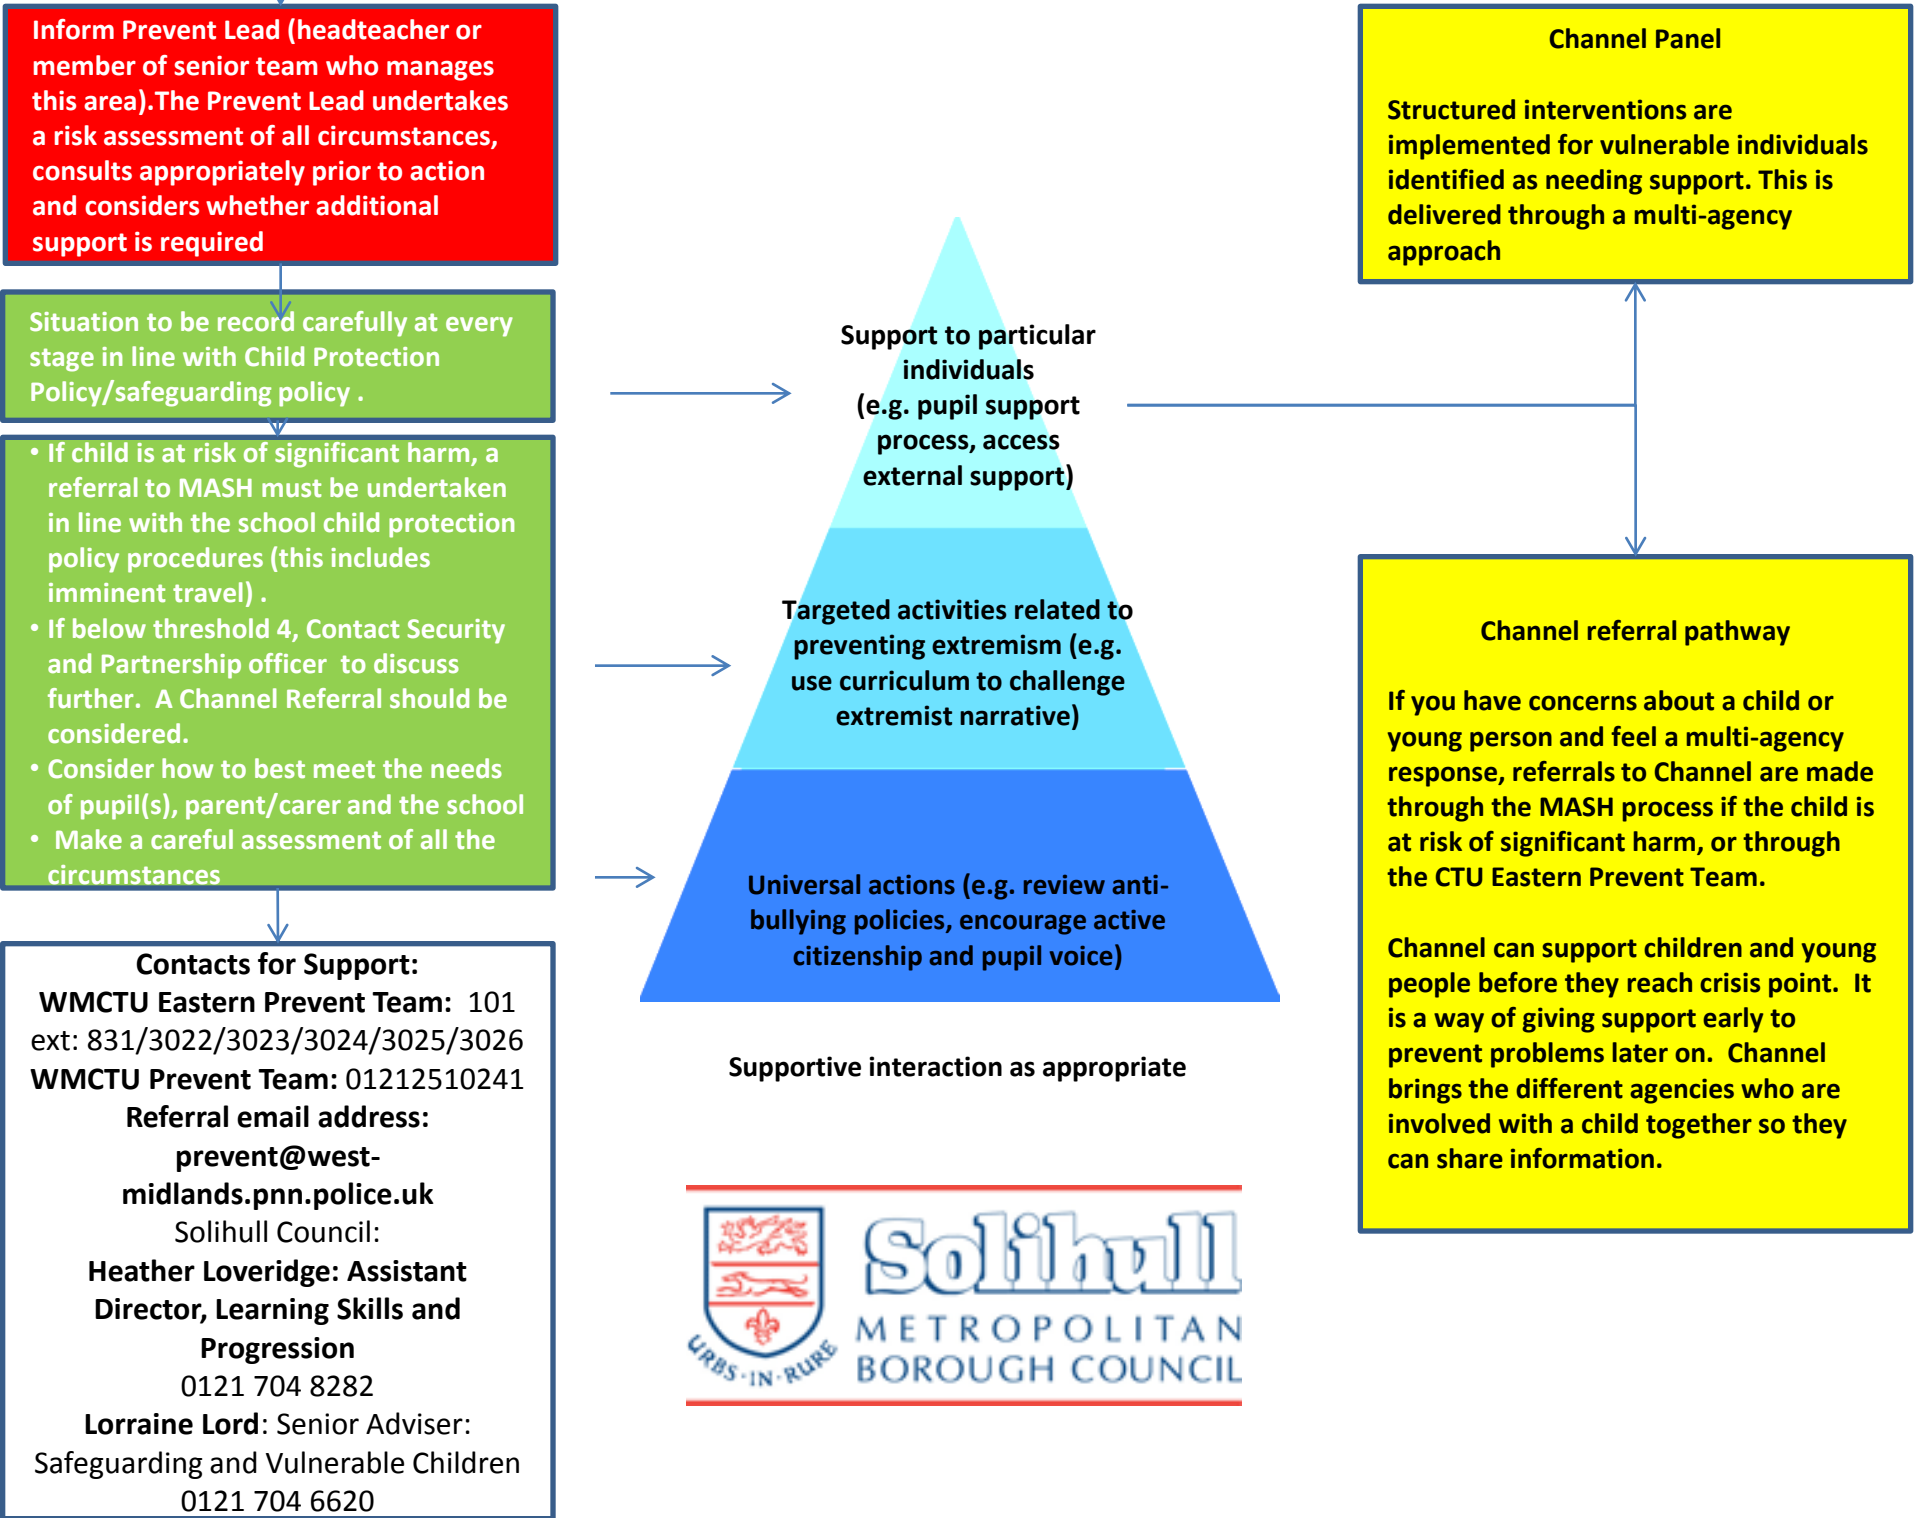 Inform Prevent Lead (headteacher or
member of senior team who manages
this area).The Prevent Lead undertakes
a risk assessment of all circumstances,
consults appropriately prior to action
and considers whether additional
support is required
Situation to be record carefully at every
stage in line with Child Protection
Policy/safeguarding policy .
• If child is at risk of significant harm, a
referral to MASH must be undertaken
in line with the school child protection
policy procedures (this includes
imminent travel) .
• If below threshold 4, Contact Security
and Partnership officer  to discuss
further.  A Channel Referral should be
considered.
• Consider how to best meet the needs
of pupil(s), parent/carer and the school
•  Make a careful assessment of all the
circumstances
Contacts for Support:
WMCTU Eastern Prevent Team:  101
ext: 831/3022/3023/3024/3025/3026
WMCTU Prevent Team: 01212510241
Referral email address:
prevent@west-
midlands.pnn.police.uk
Solihull Council:
Heather Loveridge: Assistant
Director, Learning Skills and
Progression
0121 704 8282
Lorraine Lord: Senior Adviser:
Safeguarding and Vulnerable Children
0121 704 6620
Support to particular
individuals
(e.g. pupil support
process, access
external support)
Targeted activities related to
preventing extremism (e.g.
use curriculum to challenge
extremist narrative)
Universal actions (e.g. review anti-
bullying policies, encourage active
citizenship and pupil voice)
Supportive interaction as appropriate
URBS·IN·RURE
Solihull
METROPOLITAN
BOROUGH COUNCIL
Channel Panel
Structured interventions are
implemented for vulnerable individuals
identified as needing support. This is
delivered through a multi-agency
approach
Channel referral pathway
If you have concerns about a child or
young person and feel a multi-agency
response, referrals to Channel are made
through the MASH process if the child is
at risk of significant harm, or through
the CTU Eastern Prevent Team.
Channel can support children and young
people before they reach crisis point.  It
is a way of giving support early to
prevent problems later on.  Channel
brings the different agencies who are
involved with a child together so they
can share information.